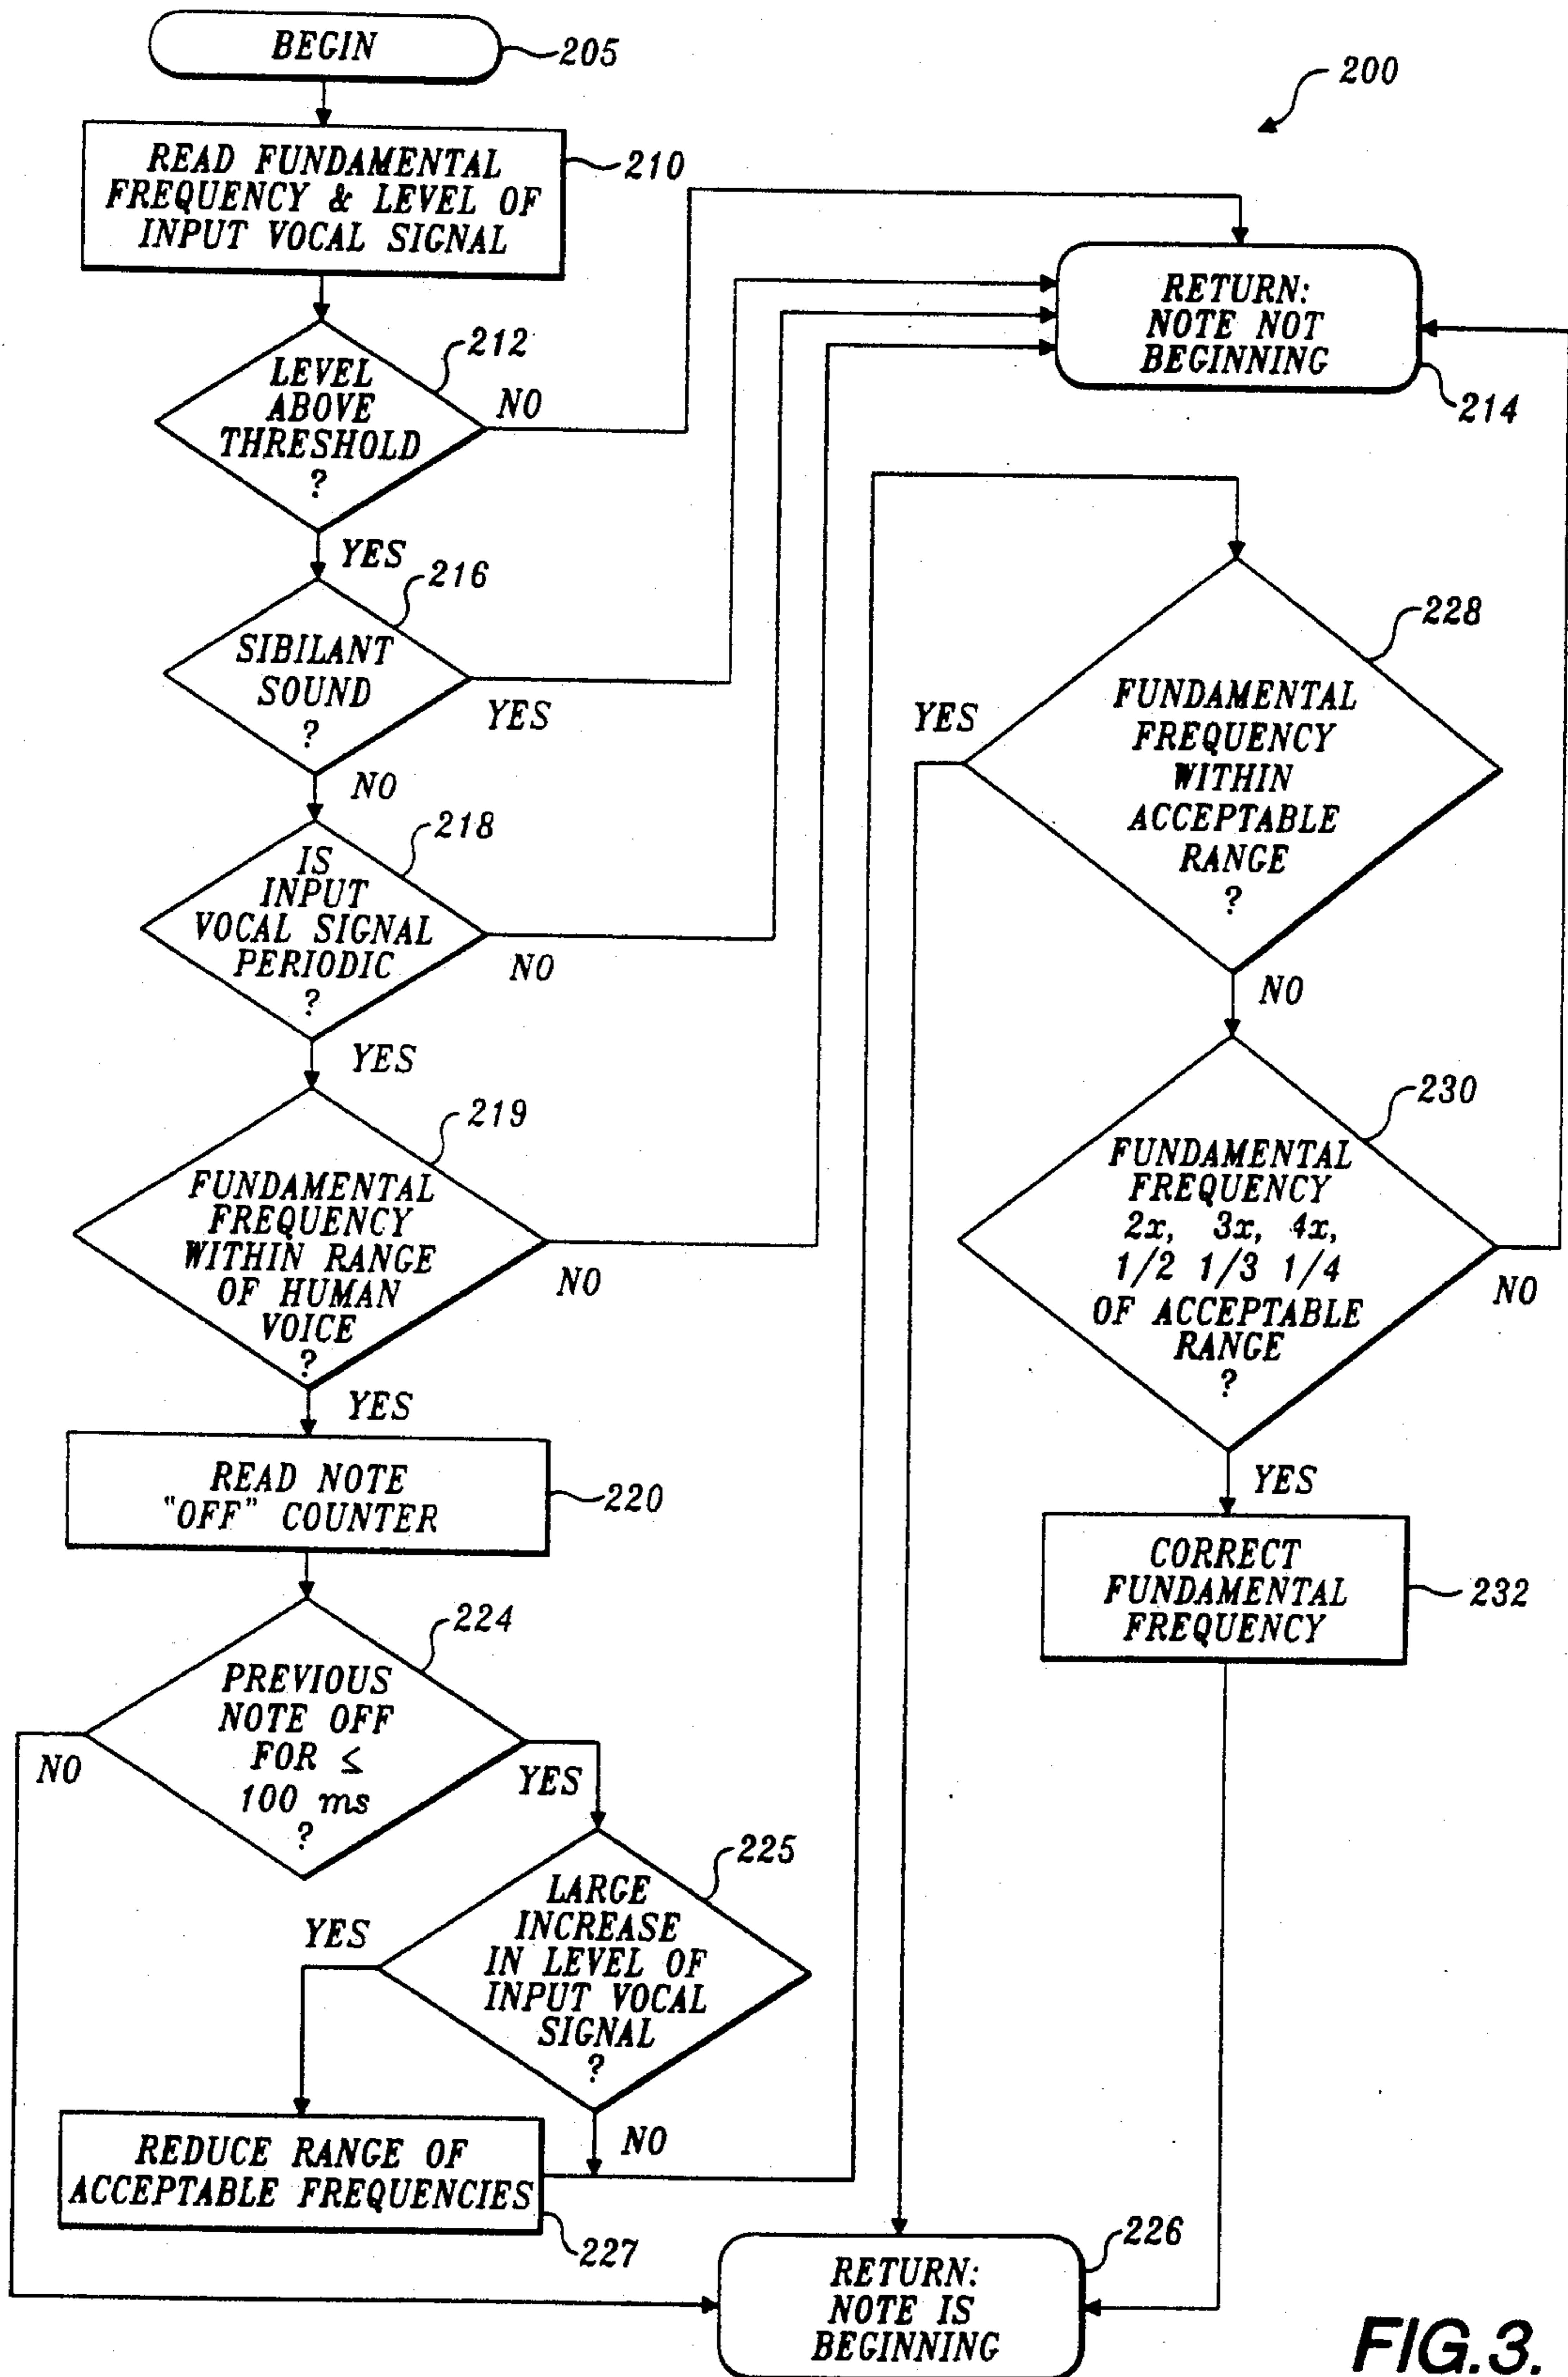 BEGIN
205
200
READ FUNDAMENTAL
FREQUENCY & LEVEL OF
INPUT VOCAL SIGNAL
210
RETURN:
NOTE NOT
BEGINNING
214
LEVEL
ABOVE
THRESHOLD
?
212
NO
YES
SIBILANT
SOUND
?
216
YES
NO
IS
INPUT
VOCAL SIGNAL
PERIODIC
?
218
NO
YES
FUNDAMENTAL
FREQUENCY
WITHIN RANGE
OF HUMAN
VOICE
?
219
NO
YES
READ NOTE
"OFF" COUNTER
220
PREVIOUS
NOTE OFF
FOR ≤
100 ms
?
224
NO
YES
LARGE
INCREASE
IN LEVEL OF
INPUT VOCAL
SIGNAL
?
225
YES
NO
REDUCE RANGE OF
ACCEPTABLE FREQUENCIES
227
FUNDAMENTAL
FREQUENCY
WITHIN
ACCEPTABLE
RANGE
?
228
YES
NO
FUNDAMENTAL
FREQUENCY
2x, 3x, 4x,
1/2 1/3 1/4
OF ACCEPTABLE
RANGE
?
230
NO
YES
CORRECT
FUNDAMENTAL
FREQUENCY
232
RETURN:
NOTE IS
BEGINNING
226
FIG.3.